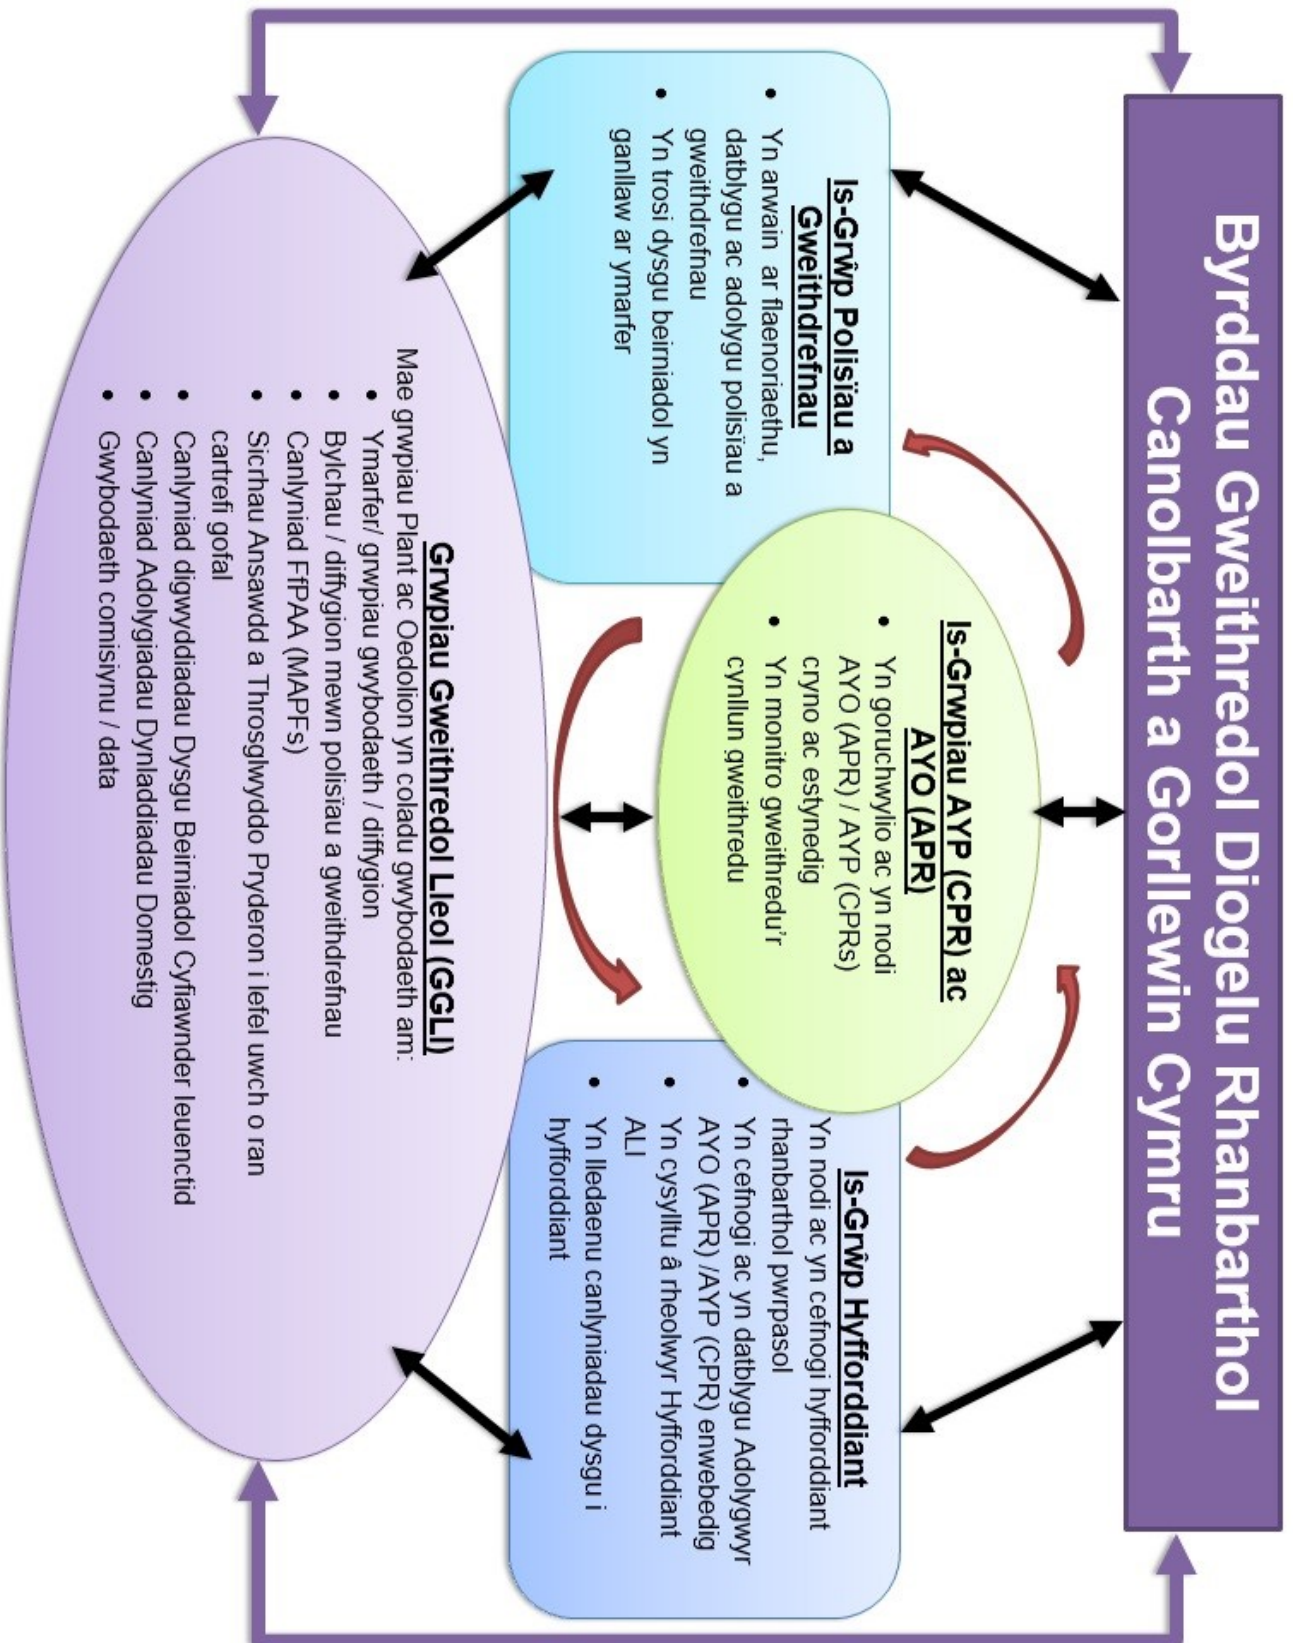 Byrddau Gweithredol Diogelu Rhanbarthol
Canolbarth a Gorllewin Cymru
Is-Grŵp Polisïau a
Gweithdrefnau
• Yn arwain ar flaenoriaethu,
datblygu ac adolygu polisïau a
gweithdrefnau
• Yn trosi dysgu beirniadol yn
ganllaw ar ymarfer
Is-Grwpiau AYP (CPR) ac
AYO (APR)
• Yn goruchwylio ac yn nodi
AYO (APR) / AYP (CPRs)
cryno ac estynedig
• Yn monitro gweithredu'r
cynllun gweithredu
Is-Grŵp Hyfforddiant
Yn nodi ac yn cefnogi hyfforddiant
rhanbarthol pwrpasol
• Yn cefnogi ac yn datblygu Adolygwyr
AYO (APR) /AYP (CPR) enwebedig
• Yn cysylltu â rheolwyr Hyfforddiant
ALl
• Yn lledaenu canlyniadau dysgu i
hyfforddiant
Grwpiau Gweithredol Lleol (GGLl)
Mae grwpiau Plant ac Oedolion yn coladu gwybodaeth am:
• Ymarfer/ grwpiau gwybodaeth / diffygion
• Bylchau / diffygion mewn polisïau a gweithdrefnau
• Canlyniad FfPAA (MAPFs)
• Sicrhau Ansawdd a Throsglwyddo Pryderon i lefel uwch o ran
cartrefi gofal
• Canlyniad digwyddiadau Dysgu Beirniadol Cyfiawnder Ieuenctid
• Canlyniad Adolygiadau Dynladdiadau Domestig
• Gwybodaeth comisiynu / data